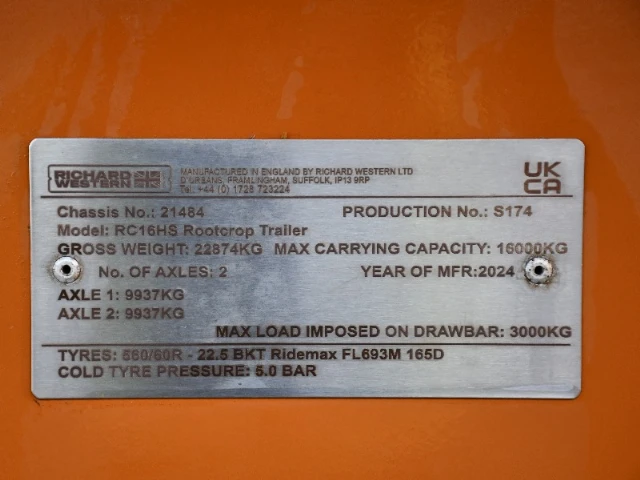 RICHARD WESTERN
MANUFACTURED IN ENGLAND BY RICHARD WESTERN LTD
D'URBANS, FRAMLINGHAM, SUFFOLK, IP13 9RP
Tel: +44 (0) 1728 723224
UK
CA
Chassis No.: 21484 PRODUCTION No.: S174
Model: RC16HS Rootcrop Trailer
GROSS WEIGHT: 22874KG MAX CARRYING CAPACITY: 16000KG
No. OF AXLES: 2 YEAR OF MFR:2024
AXLE 1: 9937KG
AXLE 2: 9937KG
MAX LOAD IMPOSED ON DRAWBAR: 3000KG
TYRES: 560/60R - 22.5 BKT Ridemax FL693M 165D
COLD TYRE PRESSURE: 5.0 BAR